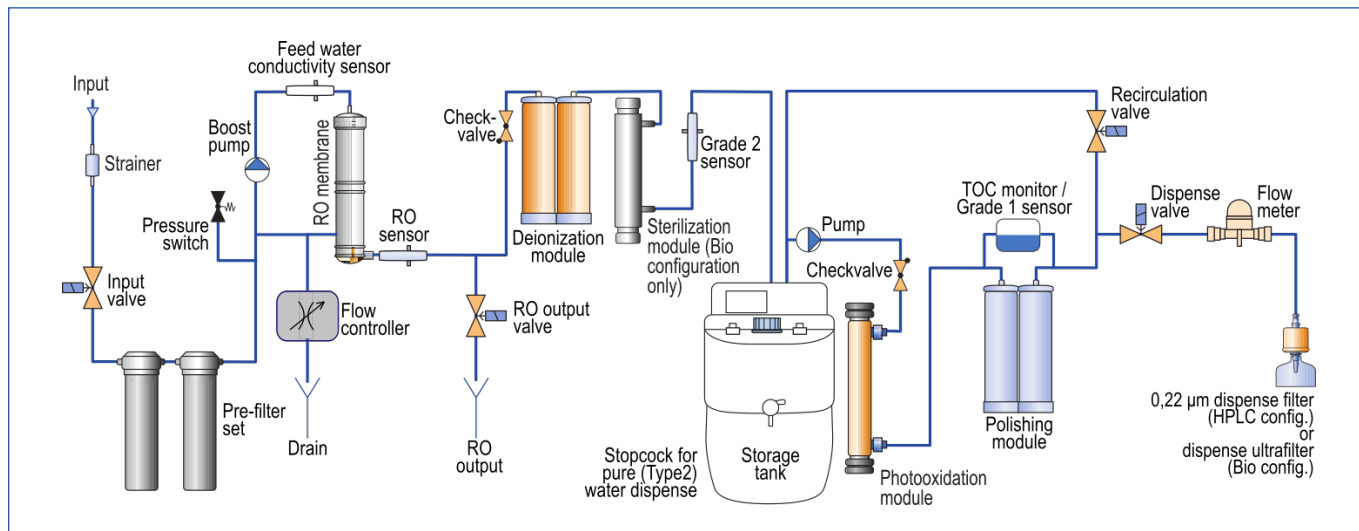 Input
Strainer
Input
valve
Pre-filter
set
Pressure
switch
Boost
pump
Feed water
conductivity sensor
RO membrane
Flow
controller
Drain
RO
sensor
RO output
valve
RO
output
Check-
valve
Deionization
module
Sterilization
module (Bio
configuration
only)
Grade 2
sensor
Stopcock for
pure (Type2)
water dispense
Storage
tank
Pump
Checkvalve
Photooxidation
module
TOC monitor /
Grade 1 sensor
Polishing
module
Recirculation
valve
Dispense
valve
Flow
meter
0,22 µm dispense filter
(HPLC config.)
or
dispense ultrafilter
(Bio config.)